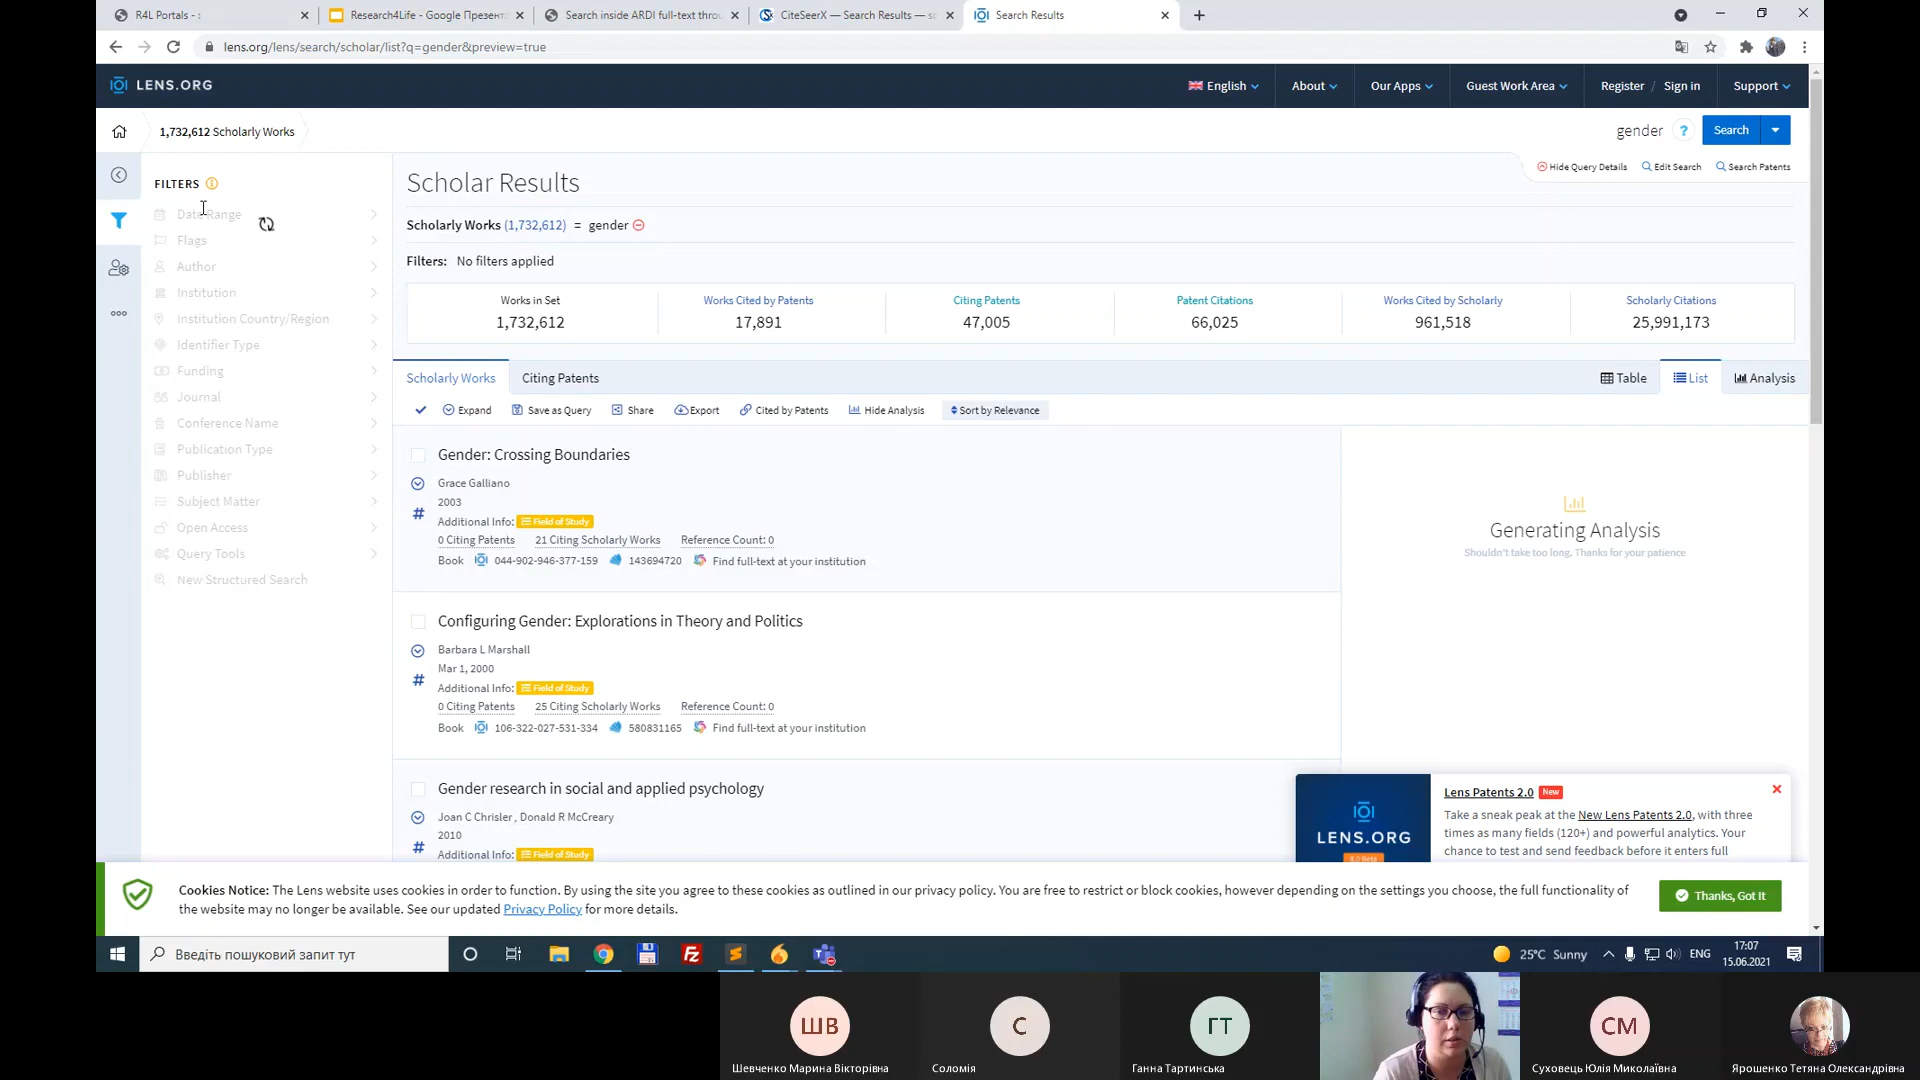 R4L Portals - :
Research4Life - Google Презент
Search inside ARDI full-text thro
CiteSeerX — Search Results — sc
Search Results
lens.org/lens/search/scholar/list?q=gender&preview=true
LENS.ORG
English
About
Our Apps
Guest Work Area
Register / Sign in
Support
1,732,612 Scholarly Works
gender
?
Search
Hide Query Details
Edit Search
Search Patents
FILTERS
Date Range
Flags
Author
Institution
Institution Country/Region
Identifier Type
Funding
Journal
Conference Name
Publication Type
Publisher
Subject Matter
Open Access
Query Tools
New Structured Search
Scholar Results
Scholarly Works (1,732,612) = gender
Filters: No filters applied
Works in Set
1,732,612
Works Cited by Patents
17,891
Citing Patents
47,005
Patent Citations
66,025
Works Cited by Scholarly
961,518
Scholarly Citations
25,991,173
Scholarly Works
Citing Patents
Table
List
Analysis
Expand
Save as Query
Share
Export
Cited by Patents
Hide Analysis
Sort by Relevance
Gender: Crossing Boundaries
Grace Galliano
2003
#
Additional Info: Field of Study
0 Citing Patents 21 Citing Scholarly Works Reference Count: 0
Book 044-902-946-377-159 143694720 Find full-text at your institution
Configuring Gender: Explorations in Theory and Politics
Barbara L Marshall
Mar 1, 2000
#
Additional Info: Field of Study
0 Citing Patents 25 Citing Scholarly Works Reference Count: 0
Book 106-322-027-531-334 580831165 Find full-text at your institution
Gender research in social and applied psychology
Joan C Chrisler , Donald R McCreary
2010
#
Additional Info: Field of Study
Generating Analysis
Shouldn't take too long. Thanks for your patience
LENS.ORG
Lens Patents 2.0 New
Take a sneak peak at the New Lens Patents 2.0, with three
times as many fields (120+) and powerful analytics. Your
chance to test and send feedback before it enters full
Cookies Notice: The Lens website uses cookies in order to function. By using the site you agree to these cookies as outlined in our privacy policy. You are free to restrict or block cookies, however depending on the settings you choose, the full functionality of
the website may no longer be available. See our updated Privacy Policy for more details.
Thanks, Got It
Введіть пошуковий запит тут
25°C Sunny
ENG
17:07
15.06.2021
ШВ
Шевченко Марина Вікторівна
С
Соломія
ГТ
Ганна Тартинська
СМ
Суховець Юлія Миколаївна
Ярошенко Тетяна Олександрівна